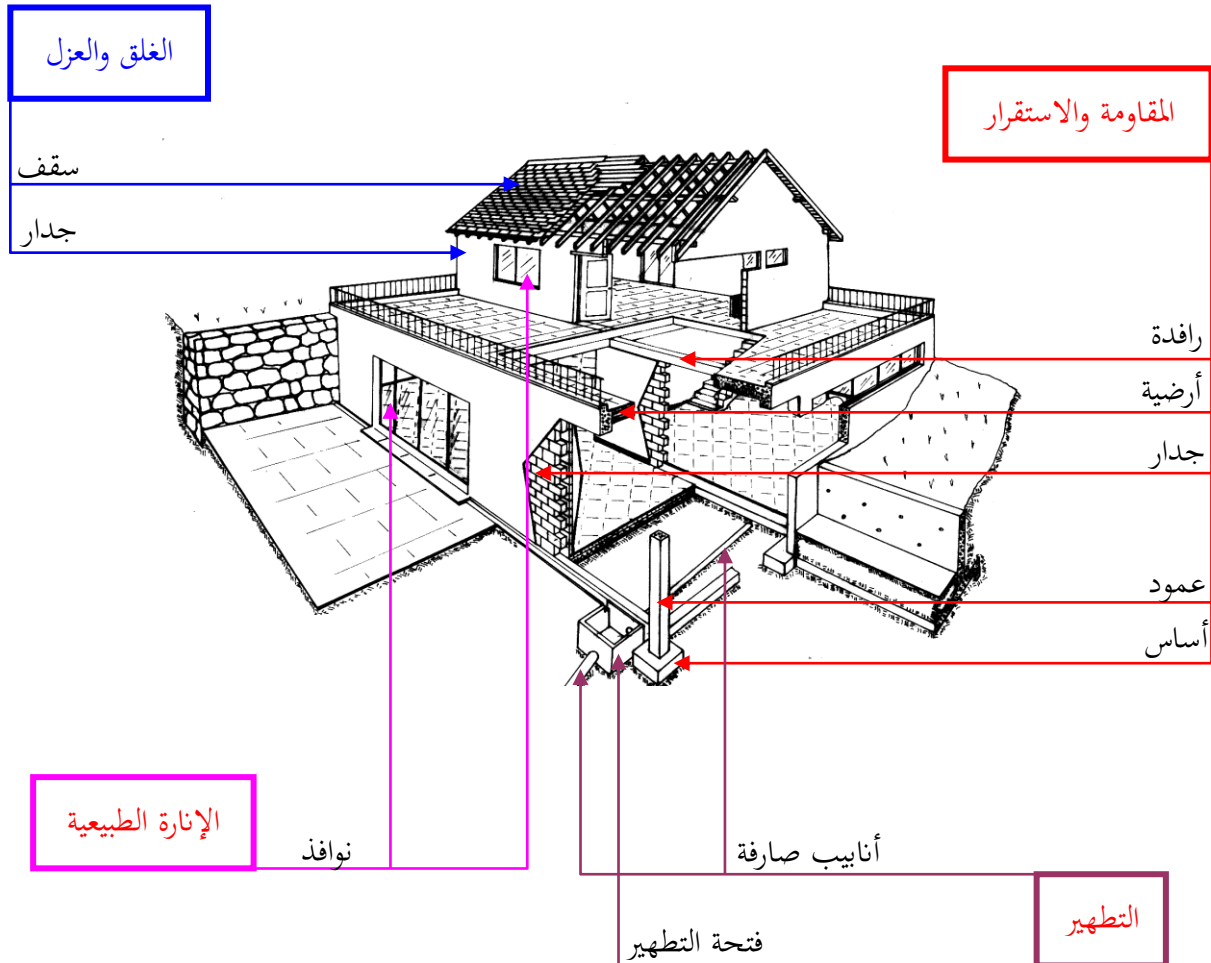 الغلق والعزل
المقاومة والاستقرار
سقف
جدار
رافدة
أرضية
جدار
عمود
أساس
الإنارة الطبيعية
نوافذ
أنابيب صارفة
التطهير
فتحة التطهير